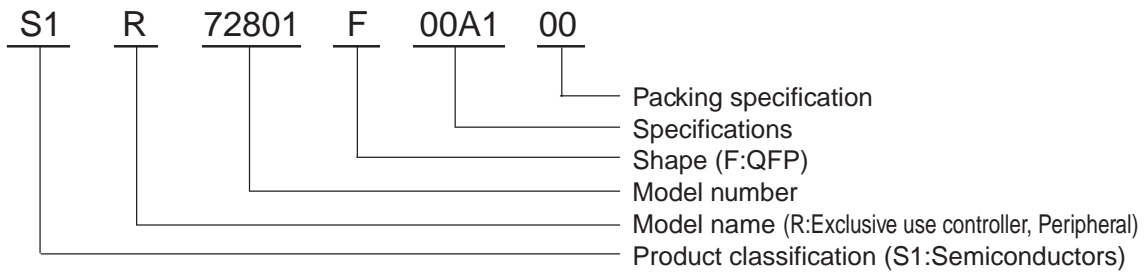 S1 R 72801 F 00A1 00
Packing specification
Specifications
Shape (F:QFP)
Model number
Model name (R:Exclusive use controller, Peripheral)
Product classification (S1:Semiconductors)